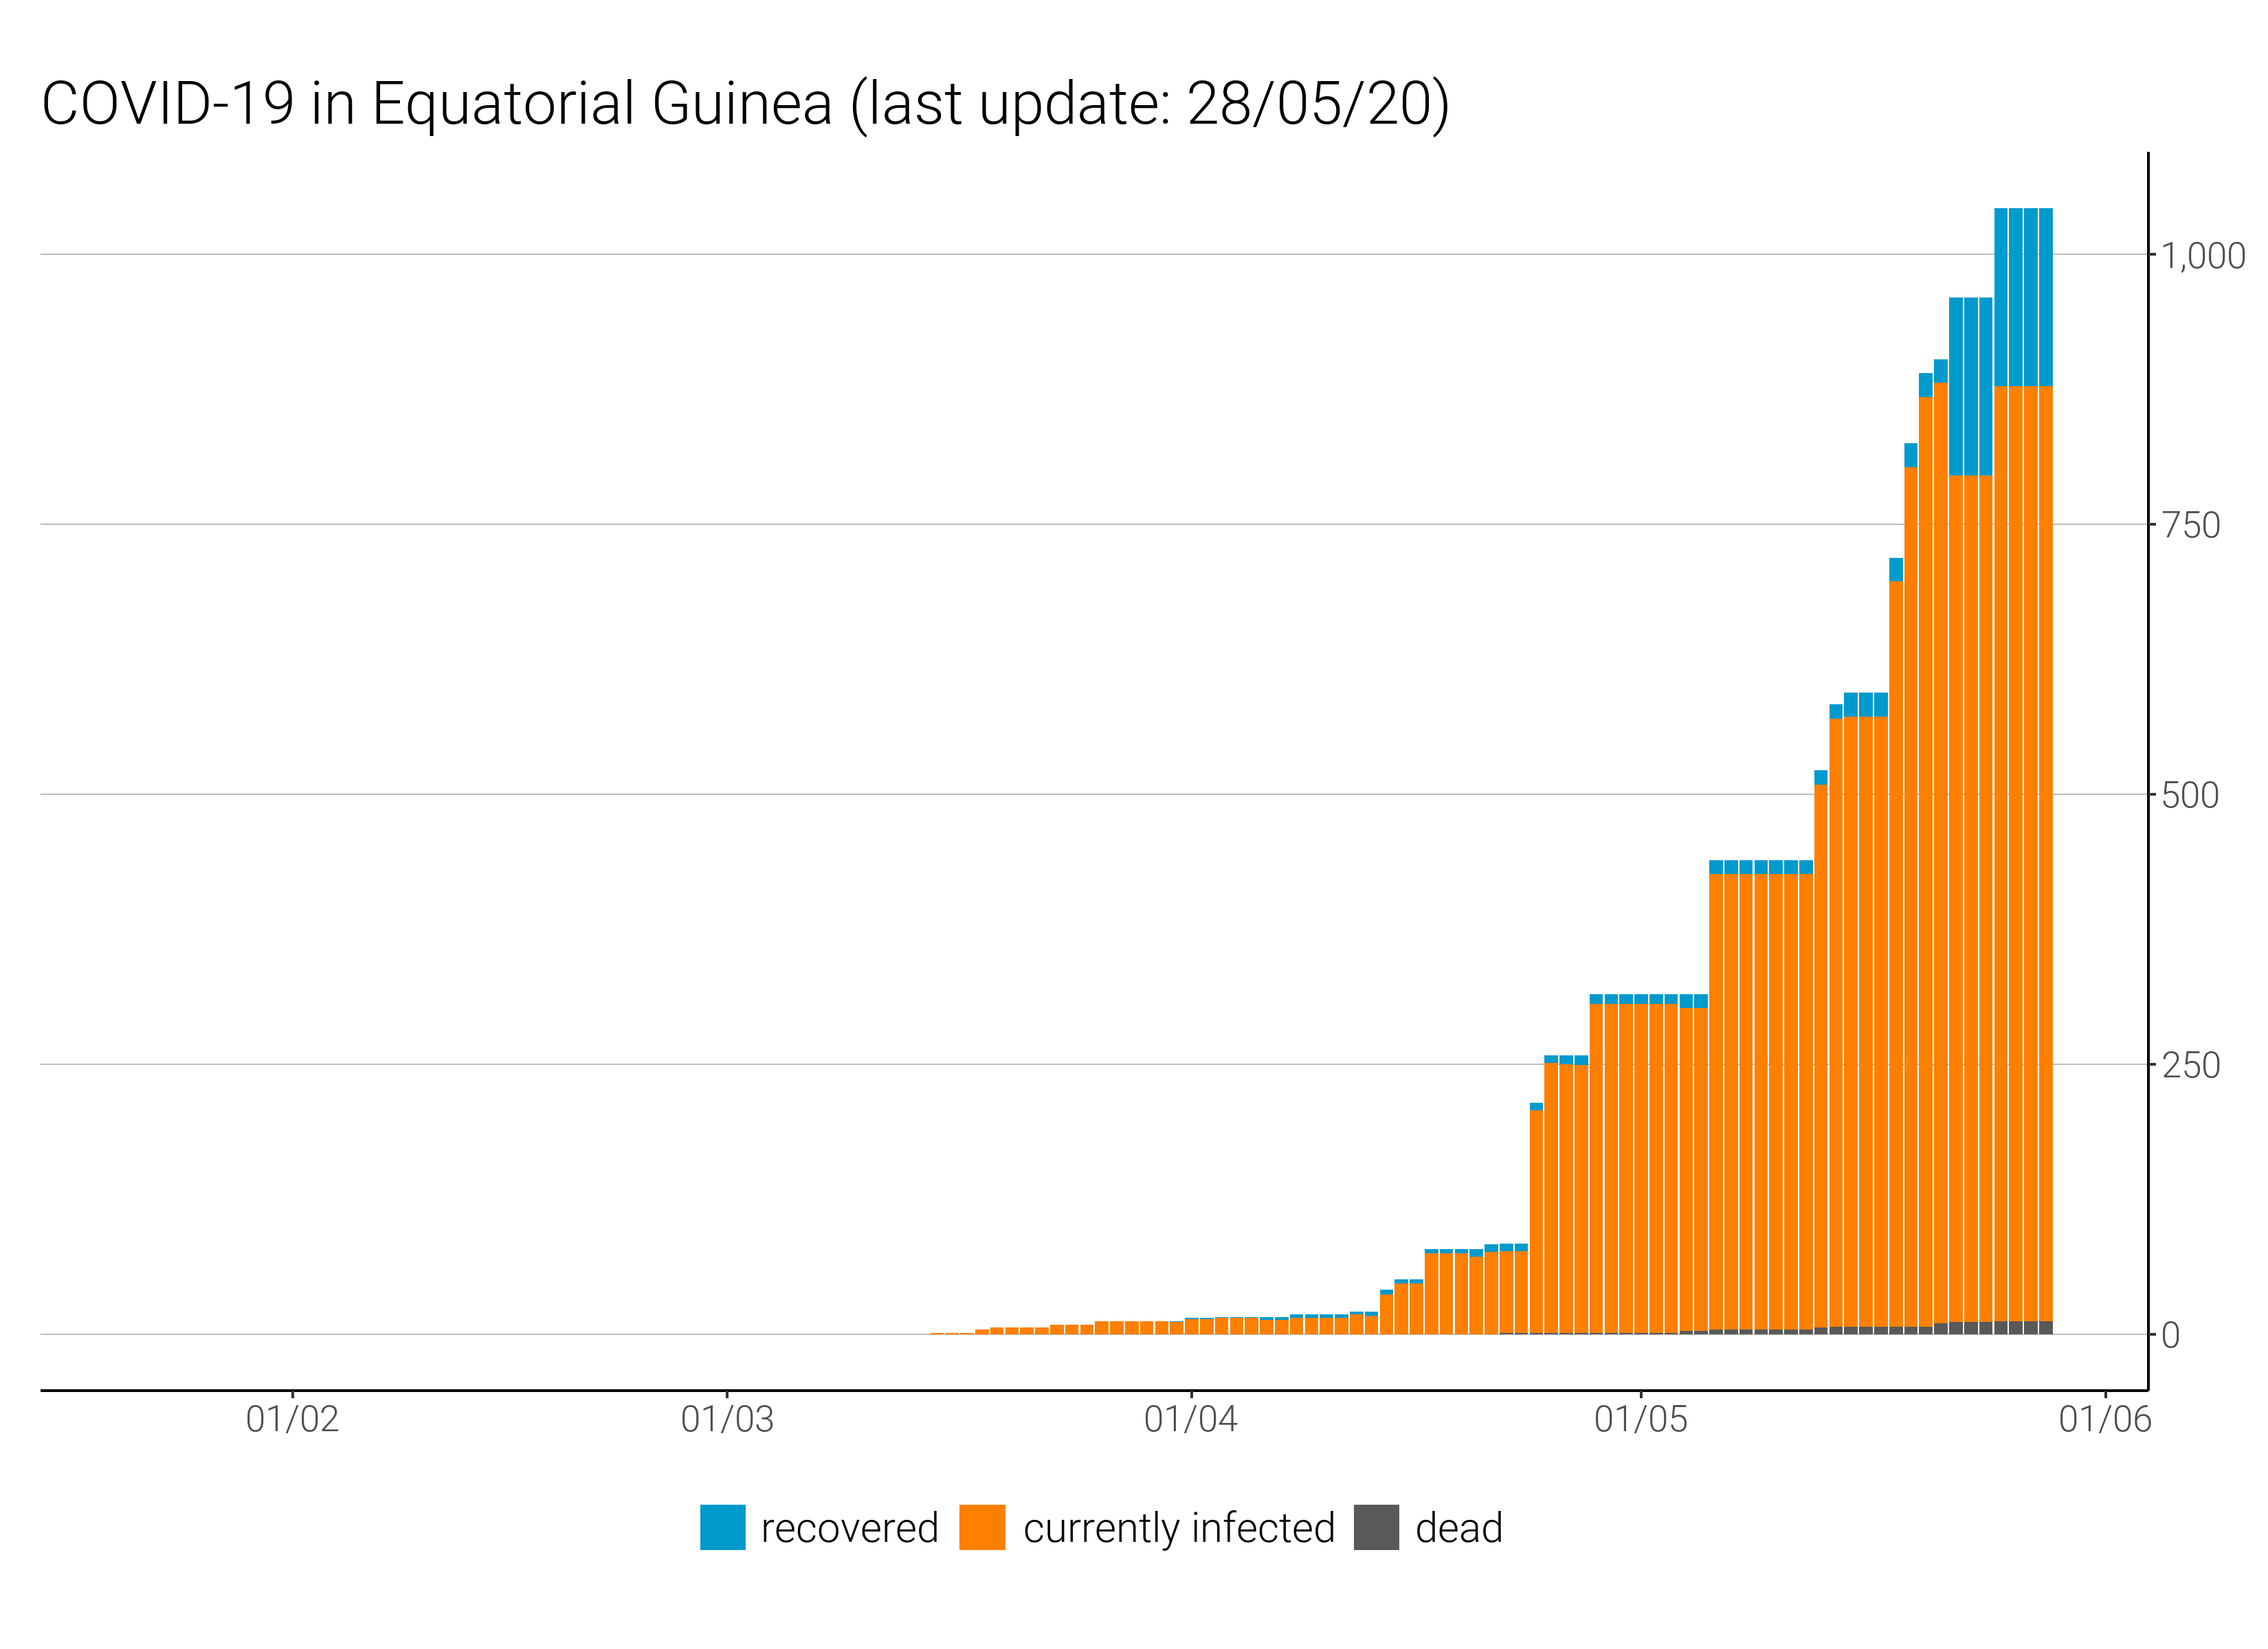 COVID-19 in Equatorial Guinea (last update: 28/05/20)
1,000
750
500
250
0
01/02 01/03 01/04 01/05 01/06
recovered currently infected dead